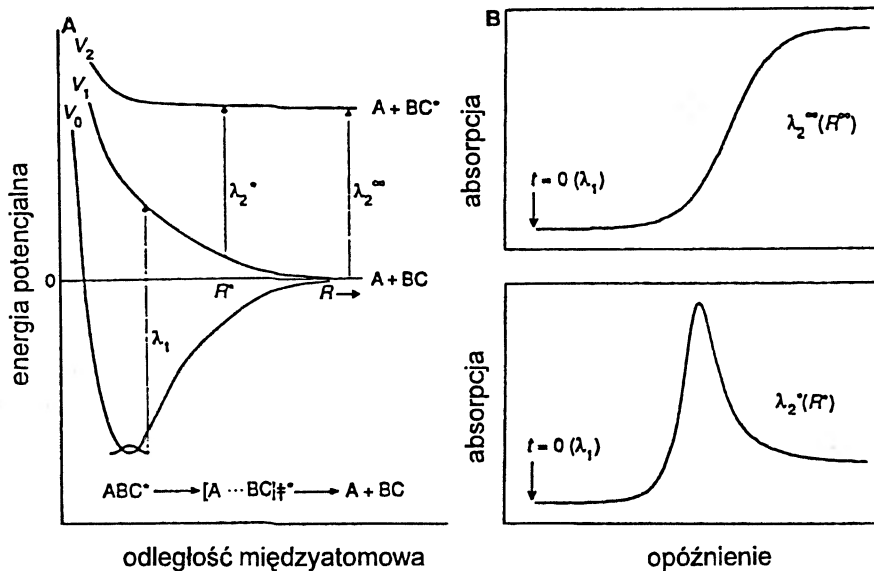 A
V₂
V₁
V₀
energia potencjalna
0
A + BC*
λ₂*
λ₂∞
A + BC
R*
R →
λ₁
ABC* → [A ··· BC]‡* → A + BC
odległość międzyatomowa
B
absorpcja
λ₂∞(R∞)
t = 0 (λ₁)
absorpcja
λ₂*(R*)
t = 0 (λ₁)
opóźnienie